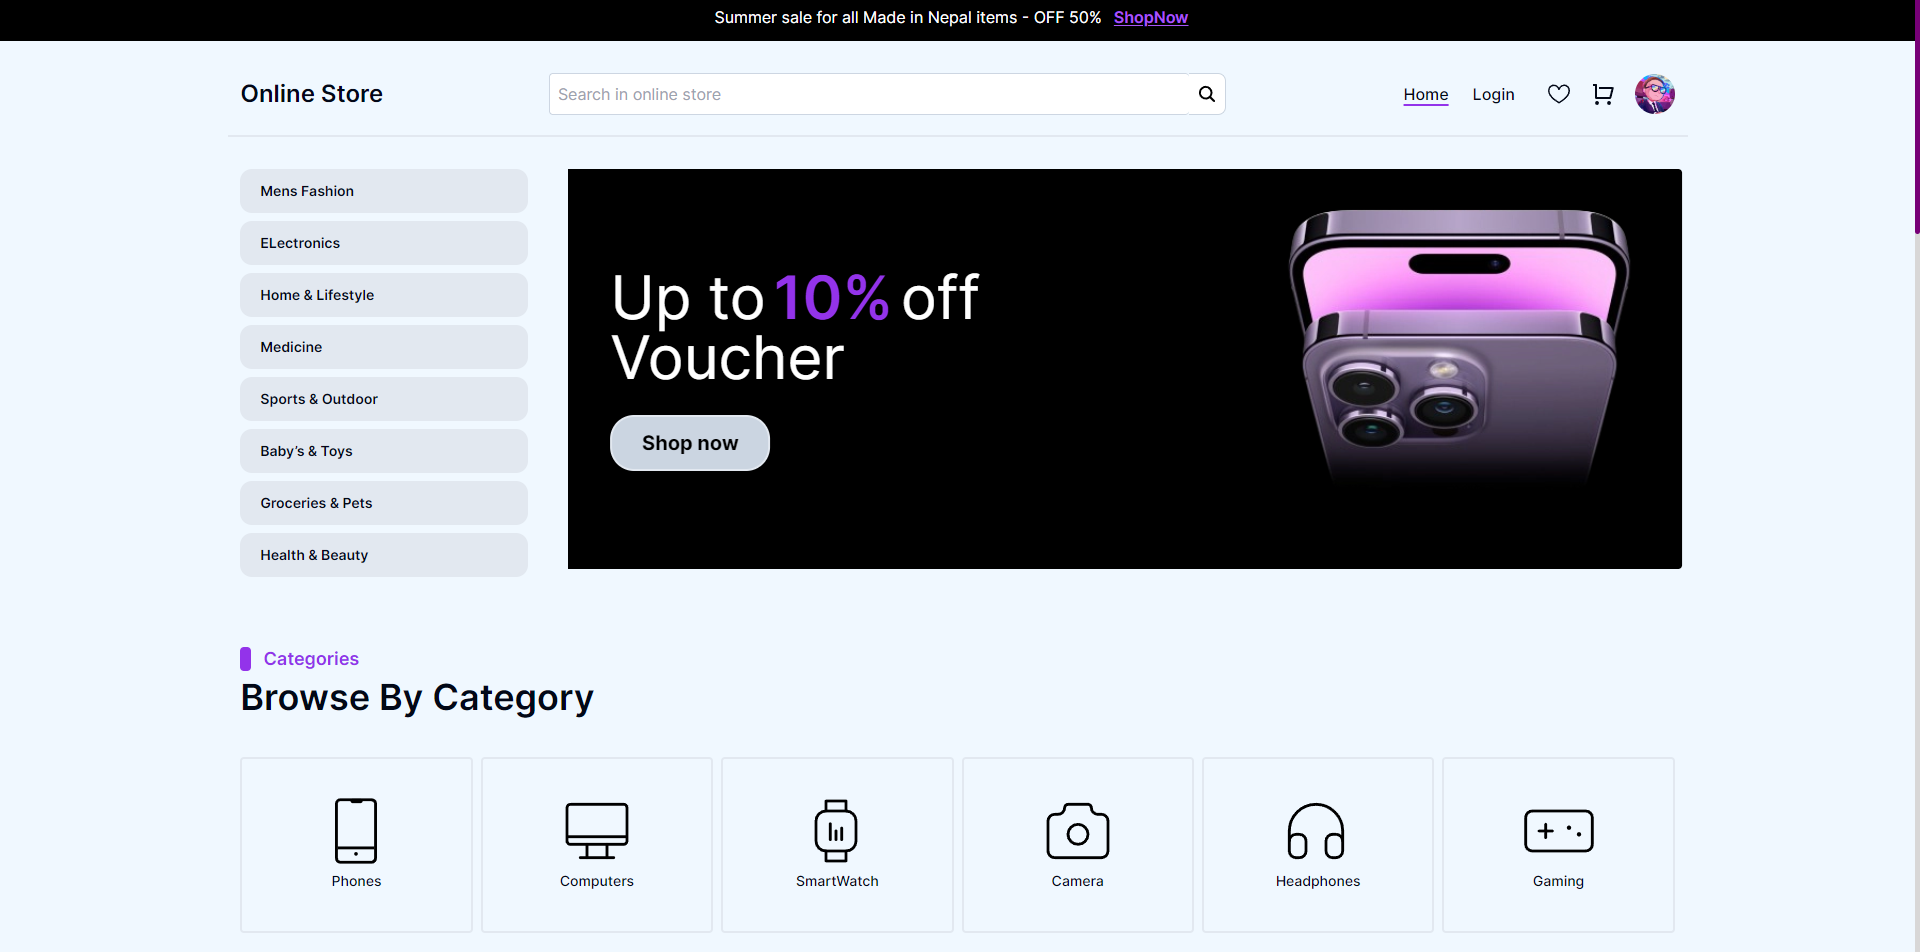 Summer sale for all Made in Nepal items - OFF 50% ShopNow
Online Store
Search in online store
Home
Login
Mens Fashion
ELectronics
Home & Lifestyle
Medicine
Sports & Outdoor
Baby’s & Toys
Groceries & Pets
Health & Beauty
Up to 10% off
Voucher
Shop now
Categories
Browse By Category
Phones
Computers
SmartWatch
Camera
Headphones
Gaming